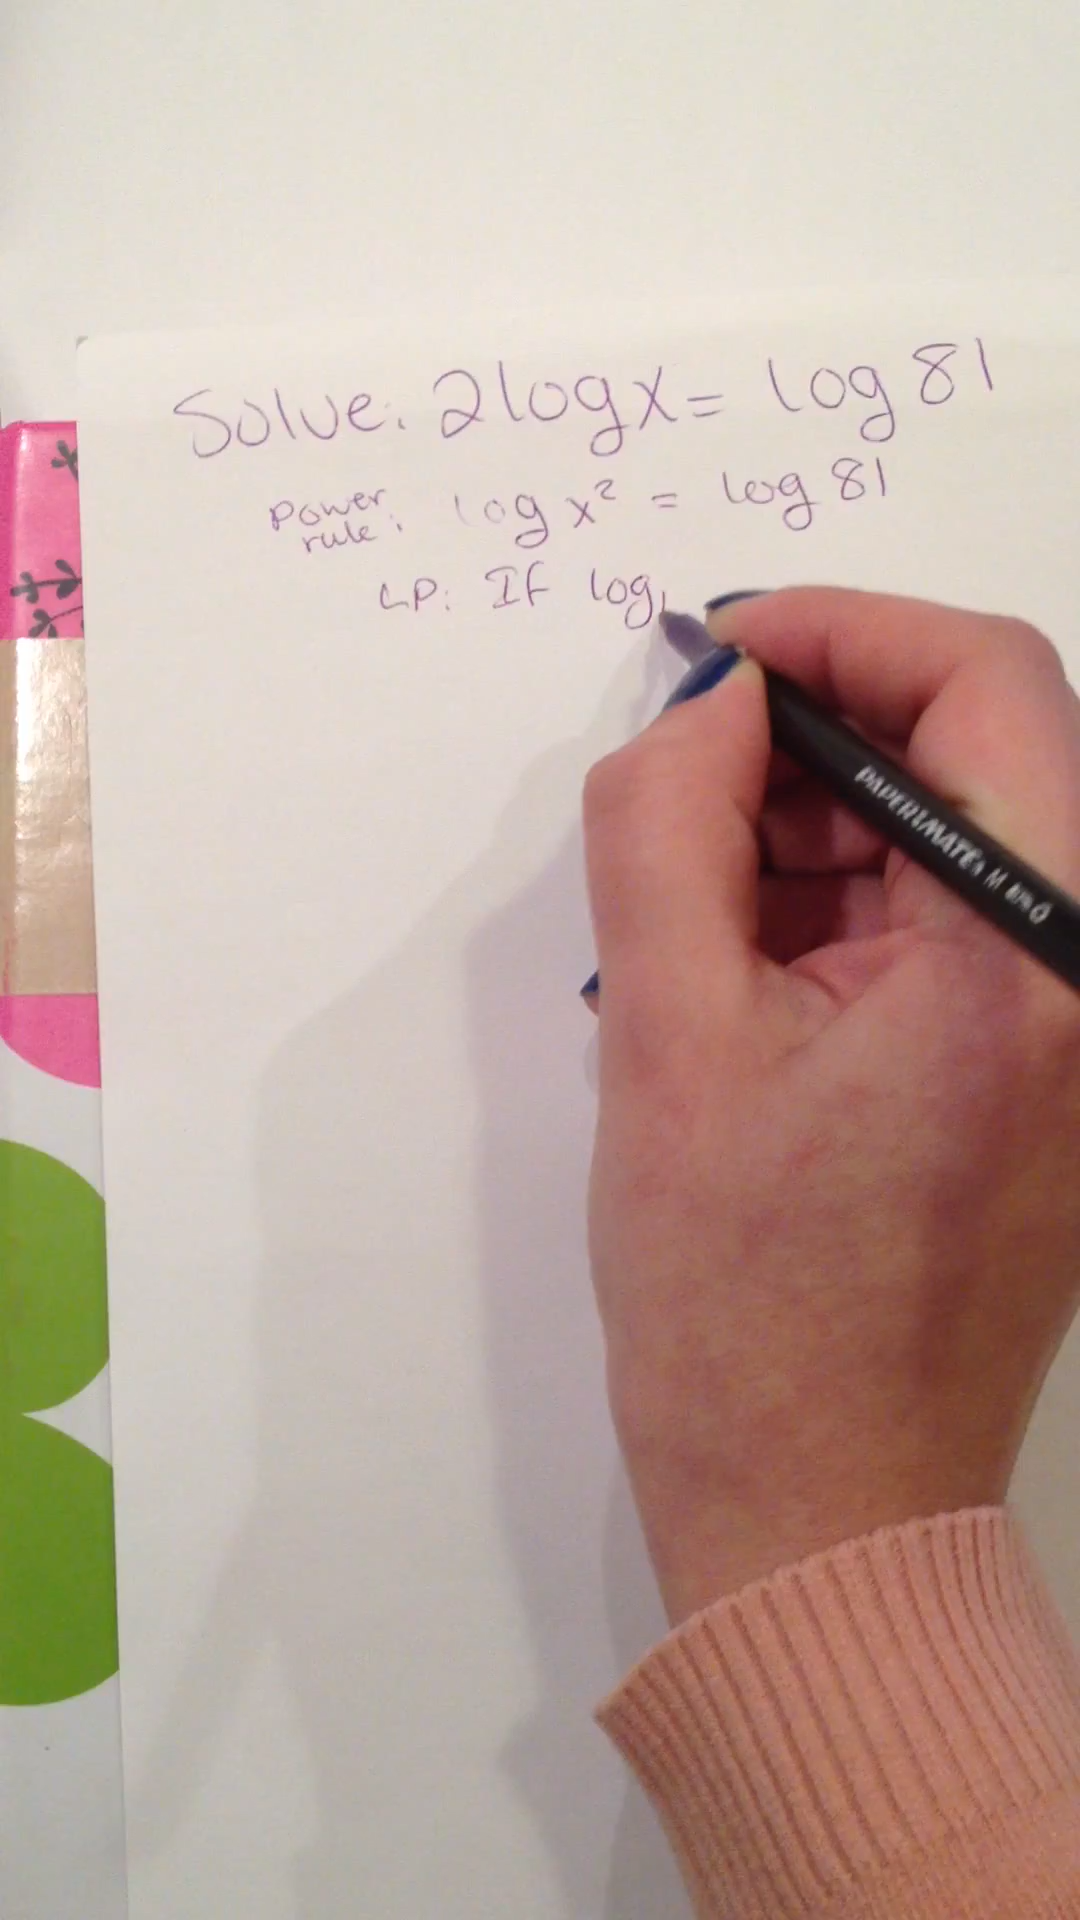 Solve: 2logx = log 81
Power rule: log x² = log 81
LP: If log
PAPERMATE M